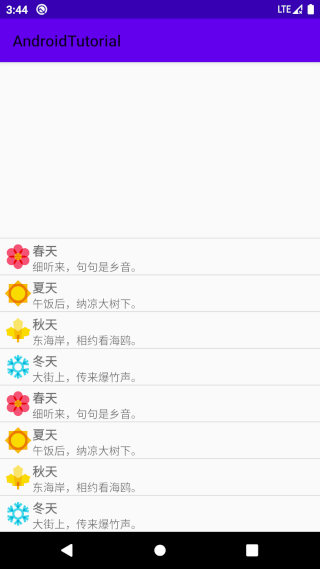 3:44
LTE
AndroidTutorial
春天
细听来，句句是乡音。
夏天
午饭后，纳凉大树下。
秋天
东海岸，相约看海鸥。
冬天
大街上，传来爆竹声。
春天
细听来，句句是乡音。
夏天
午饭后，纳凉大树下。
秋天
东海岸，相约看海鸥。
冬天
大街上，传来爆竹声。